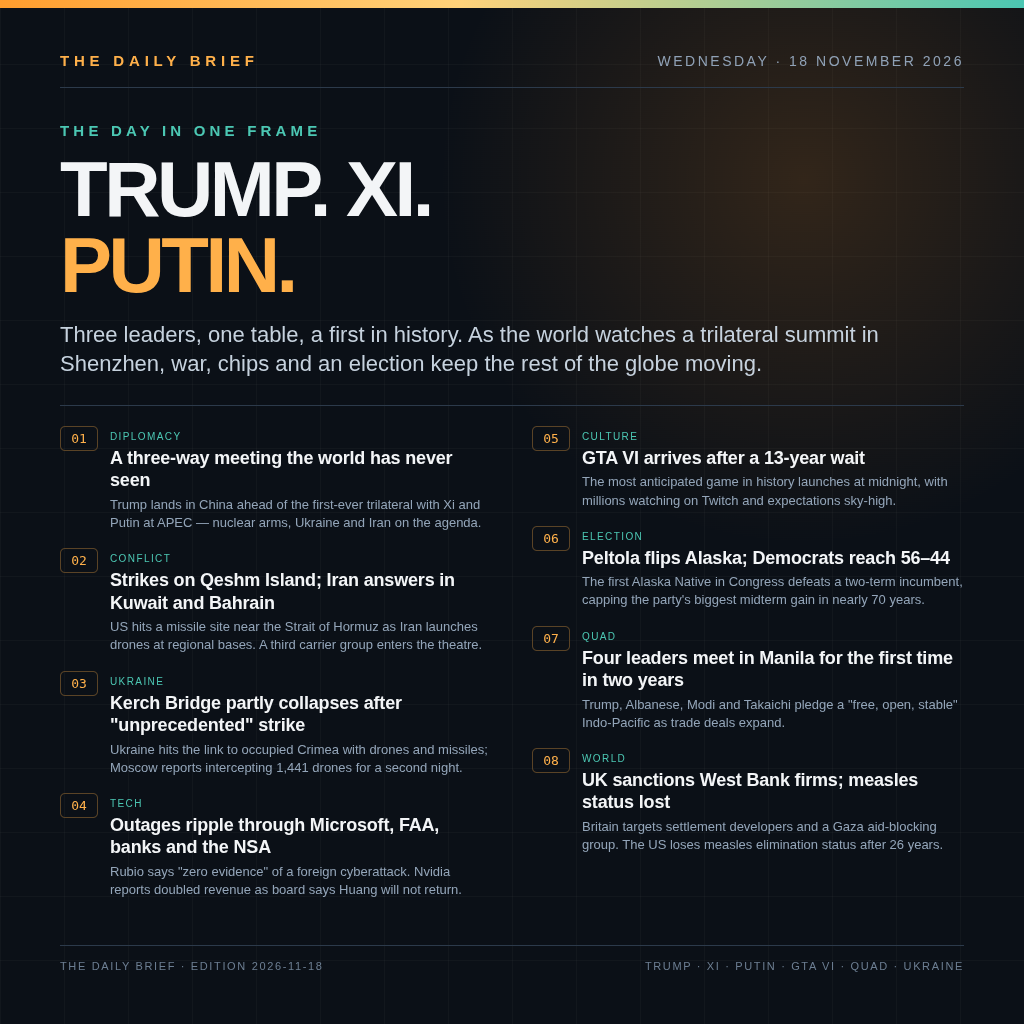 THE DAILY BRIEF
WEDNESDAY · 18 NOVEMBER 2026
THE DAY IN ONE FRAME
TRUMP. XI.
PUTIN.
Three leaders, one table, a first in history. As the world watches a trilateral summit in
Shenzhen, war, chips and an election keep the rest of the globe moving.
01
DIPLOMACY
A three-way meeting the world has never
seen
Trump lands in China ahead of the first-ever trilateral with Xi and
Putin at APEC — nuclear arms, Ukraine and Iran on the agenda.
02
CONFLICT
Strikes on Qeshm Island; Iran answers in
Kuwait and Bahrain
US hits a missile site near the Strait of Hormuz as Iran launches
drones at regional bases. A third carrier group enters the theatre.
03
UKRAINE
Kerch Bridge partly collapses after
"unprecedented" strike
Ukraine hits the link to occupied Crimea with drones and missiles;
Moscow reports intercepting 1,441 drones for a second night.
04
TECH
Outages ripple through Microsoft, FAA,
banks and the NSA
Rubio says "zero evidence" of a foreign cyberattack. Nvidia
reports doubled revenue as board says Huang will not return.
05
CULTURE
GTA VI arrives after a 13-year wait
The most anticipated game in history launches at midnight, with
millions watching on Twitch and expectations sky-high.
06
ELECTION
Peltola flips Alaska; Democrats reach 56–44
The first Alaska Native in Congress defeats a two-term incumbent,
capping the party's biggest midterm gain in nearly 70 years.
07
QUAD
Four leaders meet in Manila for the first time
in two years
Trump, Albanese, Modi and Takaichi pledge a "free, open, stable"
Indo-Pacific as trade deals expand.
08
WORLD
UK sanctions West Bank firms; measles
status lost
Britain targets settlement developers and a Gaza aid-blocking
group. The US loses measles elimination status after 26 years.
THE DAILY BRIEF · EDITION 2026-11-18
TRUMP · XI · PUTIN · GTA VI · QUAD · UKRAINE